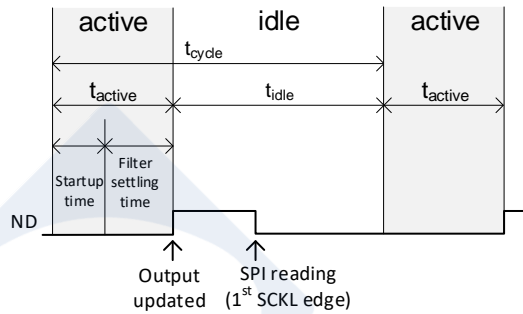 active idle active
tcycle
tactive tidle tactive
Startup time
Filter settling time
ND
Output updated
SPI reading
(1st SCKL edge)